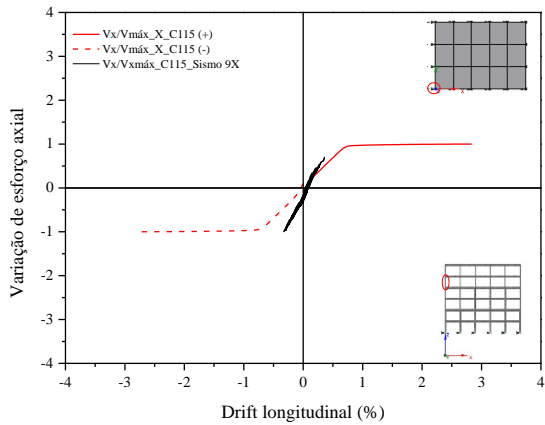 Vx/Vmáx_X_C115 (+)
Vx/Vmáx_X_C115 (-)
Vx/Vxmáx_C115_Sismo 9X
Variação de esforço axial
4
3
2
1
0
-1
-2
-3
-4
-4 -3 -2 -1 0 1 2 3 4
Drift longitudinal (%)